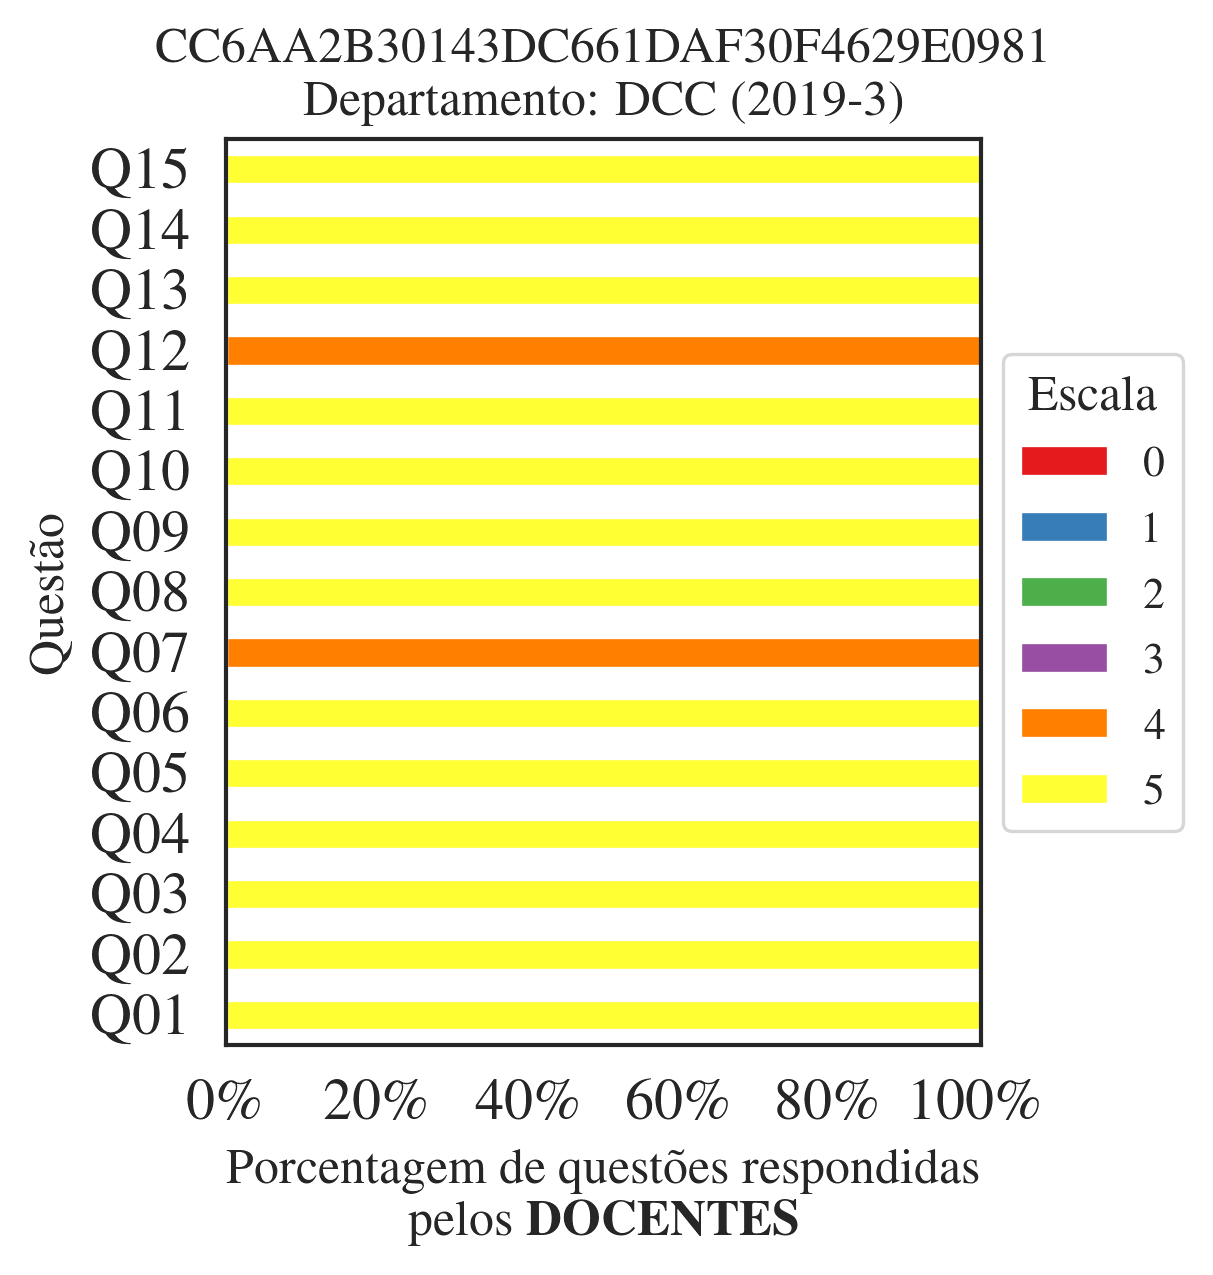 CC6AA2B30143DC661DAF30F4629E0981
Departamento: DCC (2019-3)
Q15
Q14
Q13
Q12
Q11
Q10
Q09
Q08
Q07
Q06
Q05
Q04
Q03
Q02
Q01
Questão
0% 20% 40% 60% 80% 100%
Porcentagem de questões respondidas
pelos DOCENTES
Escala
0
1
2
3
4
5